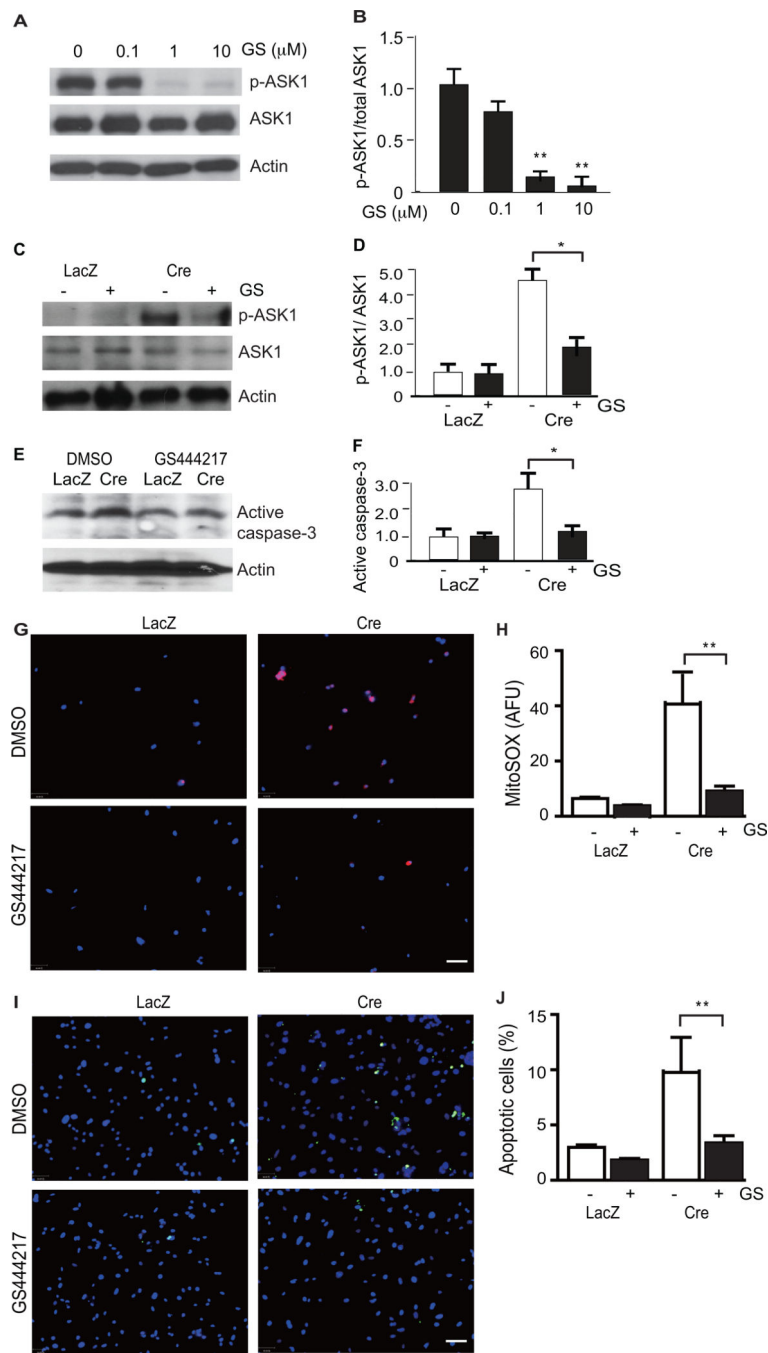 A
0 0.1 1 10 GS (μM)
p-ASK1
ASK1
Actin
B
p-ASK1/total ASK1
1.5
1.0
0.5
0
** **
GS (μM) 0 0.1 1 10
C
LacZ Cre
- + - + GS
p-ASK1
ASK1
Actin
D
p-ASK1/ ASK1
5.0
4.0
3.0
2.0
1.0
0
*
- + - + GS
LacZ Cre
E
DMSO GS444217
LacZ Cre LacZ Cre
Active
caspase-3
Actin
F
Active caspase-3
3.0
2.0
1.0
0
*
- + - + GS
LacZ Cre
G
LacZ Cre
DMSO
GS444217
H
MitoSOX (AFU)
60
40
20
0
**
- + - + GS
LacZ Cre
I
LacZ Cre
DMSO
GS444217
J
Apoptotic cells (%)
15
10
5
0
**
- + - + GS
LacZ Cre